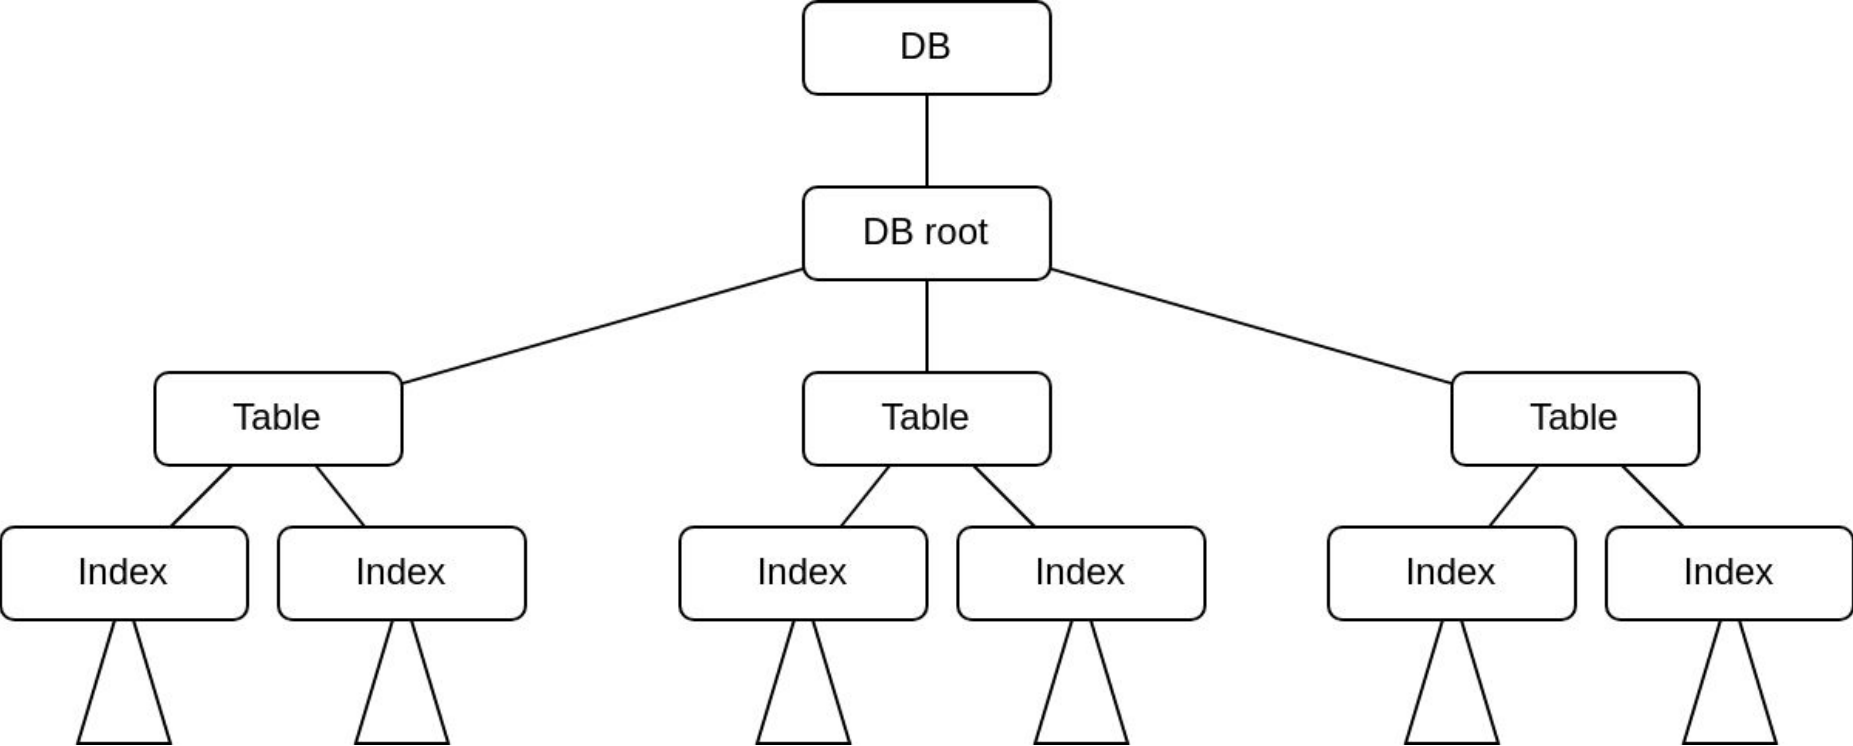 DB
DB root
Table
Table
Table
Index
Index
Index
Index
Index
Index